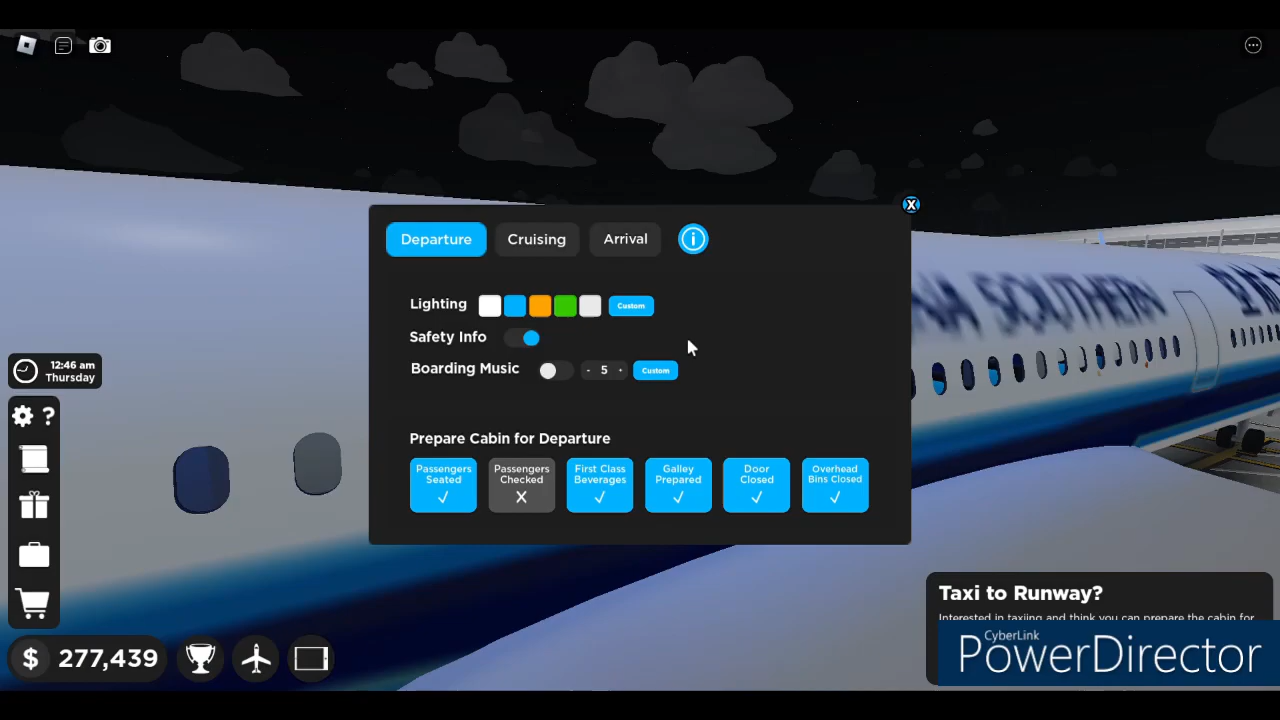 Departure
Cruising
Arrival
i
X
Lighting
Custom
Safety Info
Boarding Music
- 5
Custom
12:46 am
Thursday
?
Prepare Cabin for Departure
Passengers
Seated
✓
Passengers
Checked
X
First Class
Beverages
✓
Galley
Prepared
✓
Door
Closed
✓
Overhead
Bins Closed
✓
NA SOUTHERN
Taxi to Runway?
Interested in taxiing and think you can prepare the cabin for
CyberLink
PowerDirector
$ 277,439